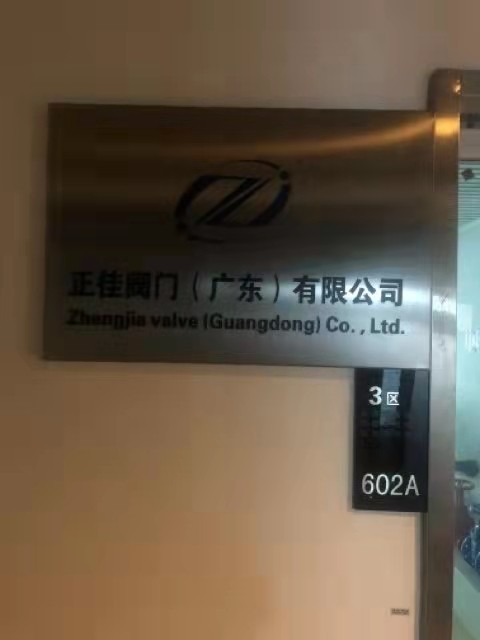 正佳阀门（广东）有限公司
Zhengjia valve (Guangdong) Co., Ltd.
3区
602A